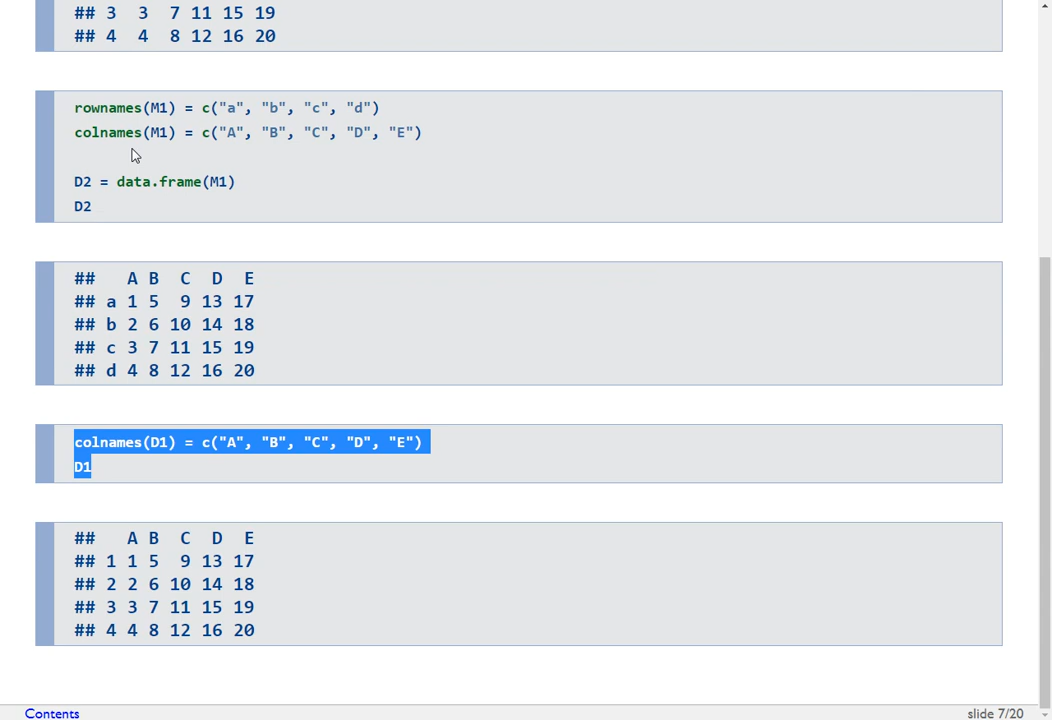 ## 3  3  7 11 15 19
## 4  4  8 12 16 20
rownames(M1) = c("a", "b", "c", "d")
colnames(M1) = c("A", "B", "C", "D", "E")
D2 = data.frame(M1)
D2
##   A B  C  D  E
## a 1 5  9 13 17
## b 2 6 10 14 18
## c 3 7 11 15 19
## d 4 8 12 16 20
colnames(D1) = c("A", "B", "C", "D", "E")
D1
##   A B  C  D  E
## 1 1 5  9 13 17
## 2 2 6 10 14 18
## 3 3 7 11 15 19
## 4 4 8 12 16 20
Contents
slide 7/20